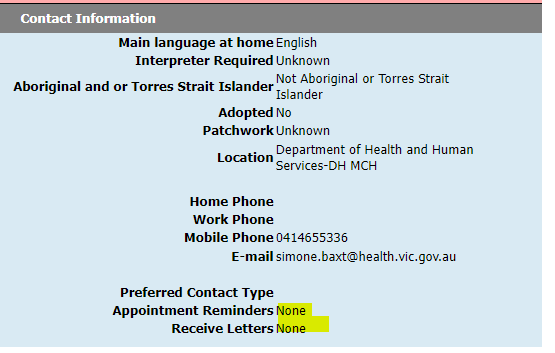 Contact Information
Main language at home English
Interpreter Required Unknown
Aboriginal and or Torres Strait Islander Not Aboriginal or Torres Strait
Islander
Adopted No
Patchwork Unknown
Location Department of Health and Human
Services-DH MCH
Home Phone
Work Phone
Mobile Phone 0414655336
E-mail simone.baxt@health.vic.gov.au
Preferred Contact Type
Appointment Reminders None
Receive Letters None